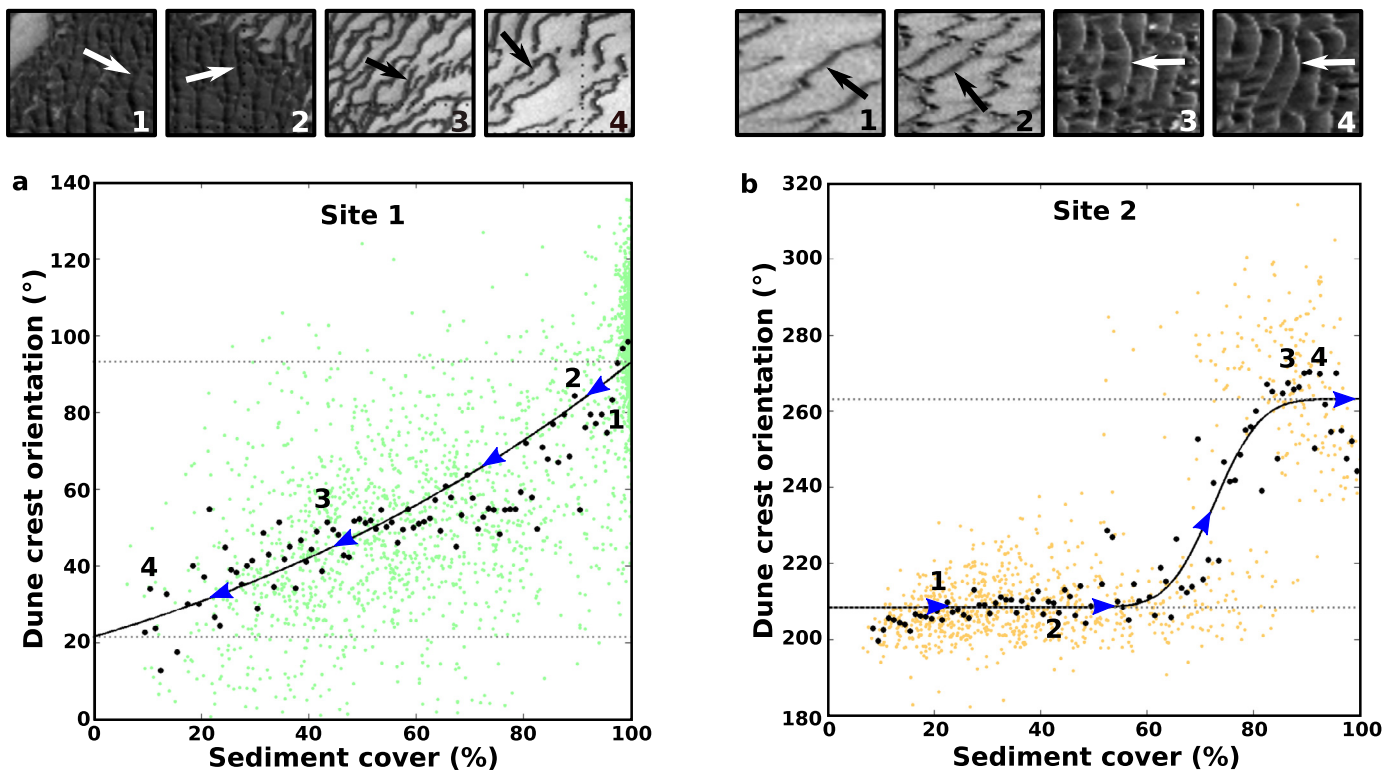 1 2 3 4 1 2 3 4
a b
Site 1
Dune crest orientation (°)
140
120
100
80
60
40
20
0
2
1
3
4
0 20 40 60 80 100
Sediment cover (%)
Site 2
Dune crest orientation (°)
320
300
280
260
240
220
200
180
3 4
1
2
0 20 40 60 80 100
Sediment cover (%)